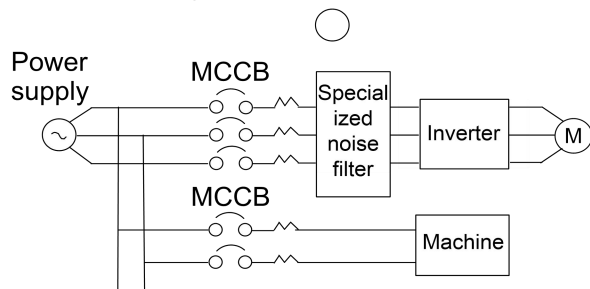 Power
supply
MCCB
Special
ized
noise
filter
Inverter
M
MCCB
Machine